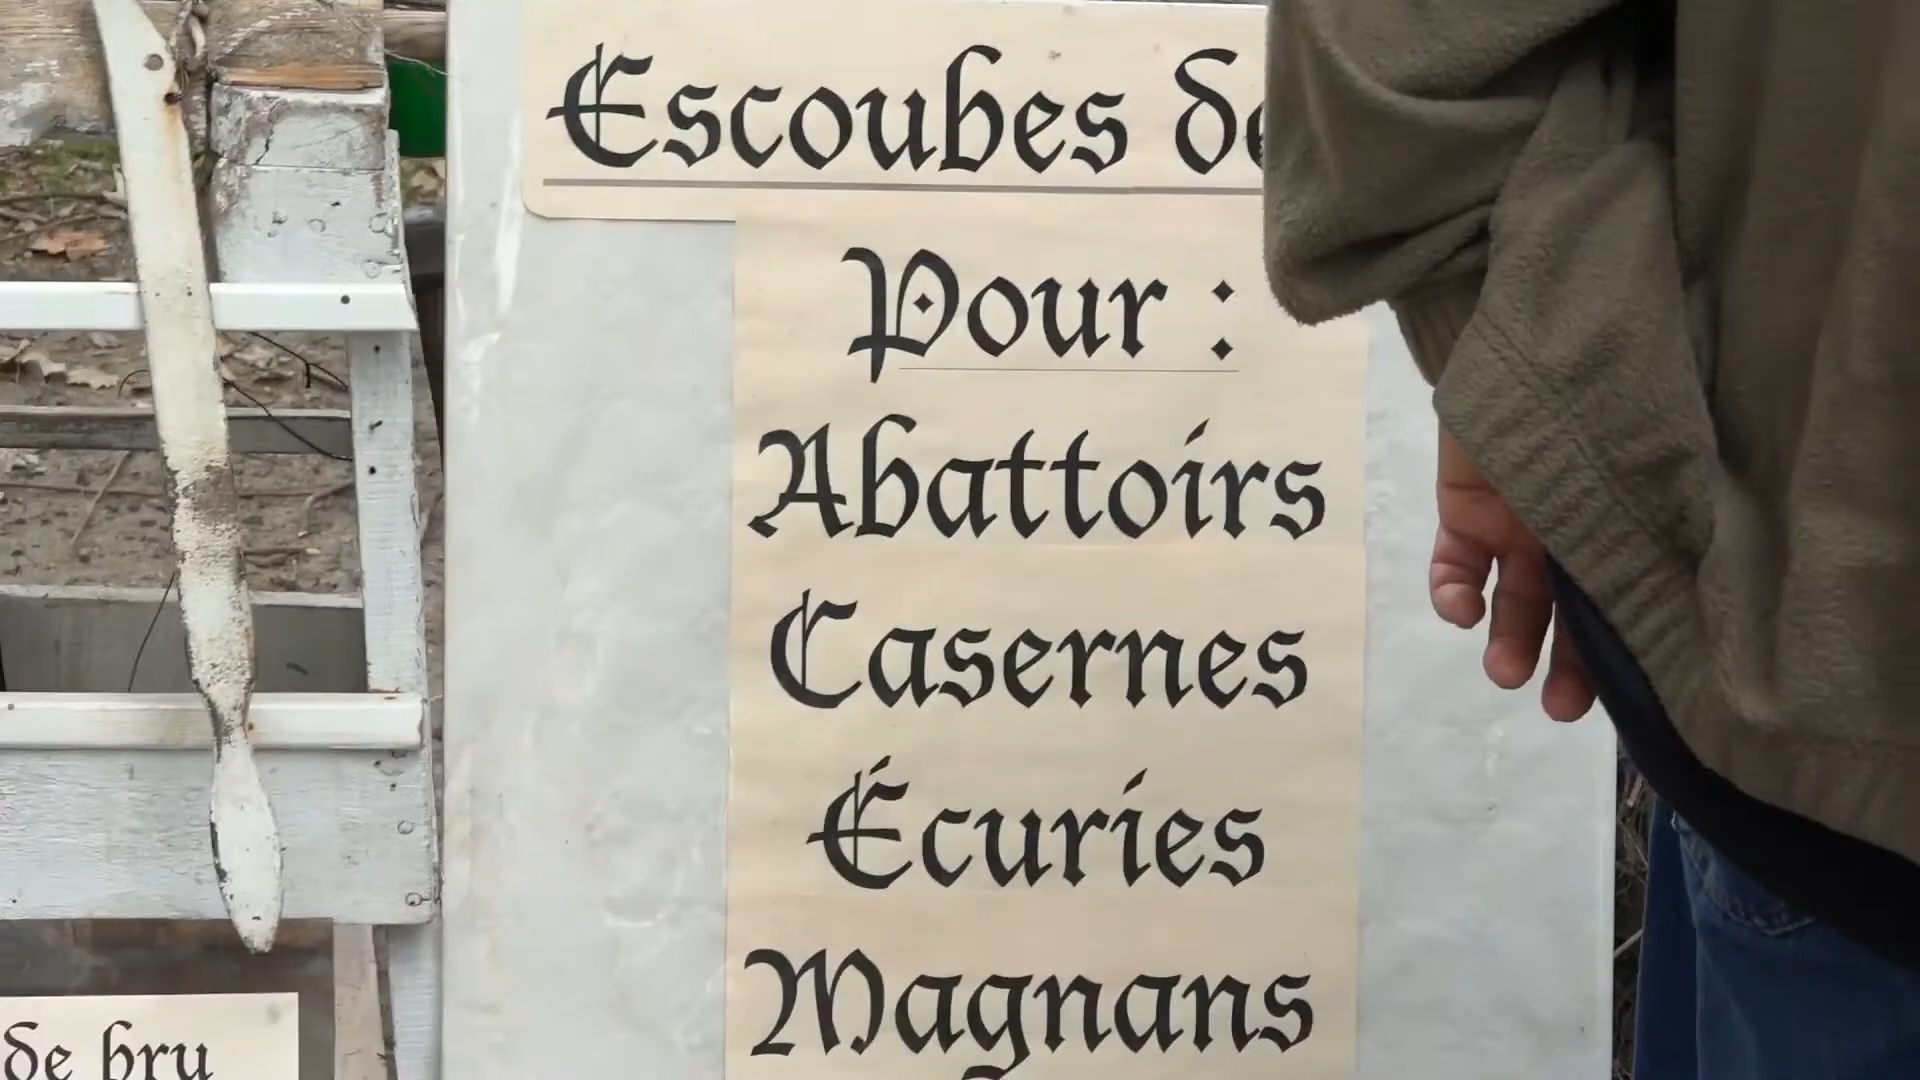 Escoubes de
Pour :
Abattoirs
Casernes
Écuries
Magnans
de bru